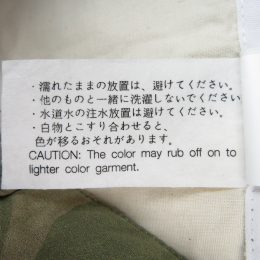 ・濡れたままの放置は、避けてください。
・他のものと一緒に洗濯しないでください
・水道水の注水放置は、避けてください。
・白物とこすり合わせると、
色が移るおそれがあります。
CAUTION: The color may rub off on to
lighter color garment.